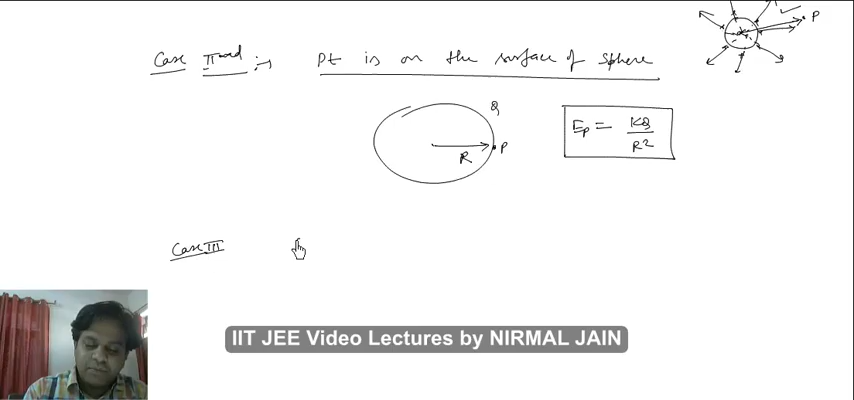 P
Case IInd :→ Pt is on the surface of sphere
Q
R P
Ep = KQ / R²
Case III
IIT JEE Video Lectures by NIRMAL JAIN